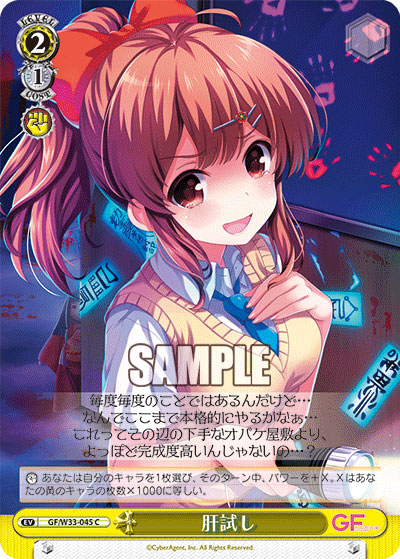 LEVEL
2
1
COST
SAMPLE
毎度毎度のことではあるんだけど…
なんでここまで本格的にやるかなぁ…
これってその辺の下手なオバケ屋敷より、
よっぽど完成度高いんじゃないの…?
あなたは自分のキャラを1枚選び、そのターン中、パワーを+X。Xはあ
なたの黄のキャラの枚数×1000に等しい。
EV GF/W33-045 C
肝試し
GF
©CyberAgent, Inc. All Rights Reserved.